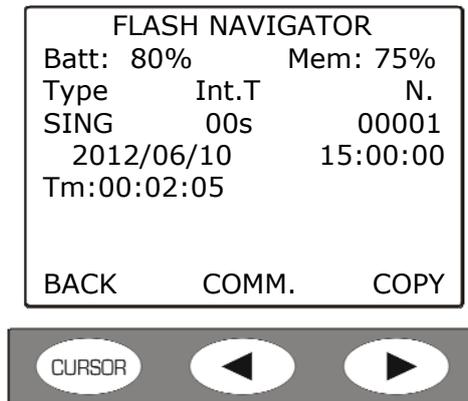 FLASH NAVIGATOR
Batt: 80% Mem: 75%
Type Int.T N.
SING 00s 00001
2012/06/10 15:00:00
Tm:00:02:05
BACK COMM. COPY
CURSOR